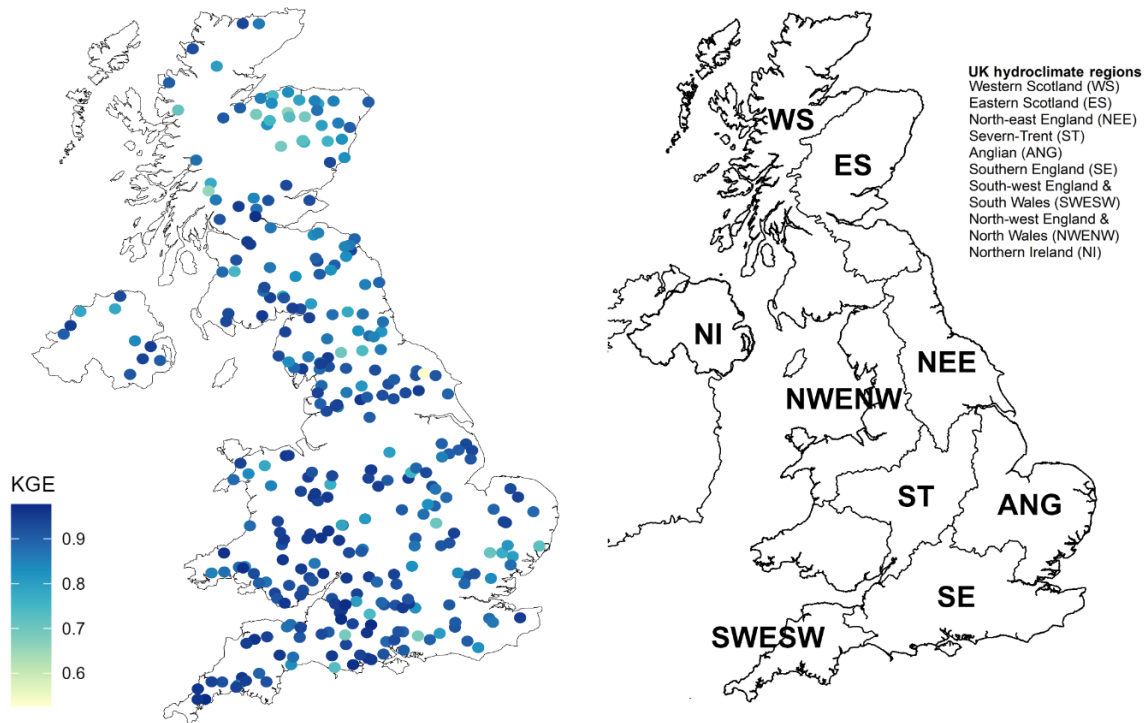 KGE
0.9
0.8
0.7
0.6
WS
ES
NI
NEE
NWENW
ST
ANG
SE
SWESW
UK hydroclimate regions
Western Scotland (WS)
Eastern Scotland (ES)
North-east England (NEE)
Severn-Trent (ST)
Anglian (ANG)
Southern England (SE)
South-west England &
South Wales (SWESW)
North-west England &
North Wales (NWENW)
Northern Ireland (NI)